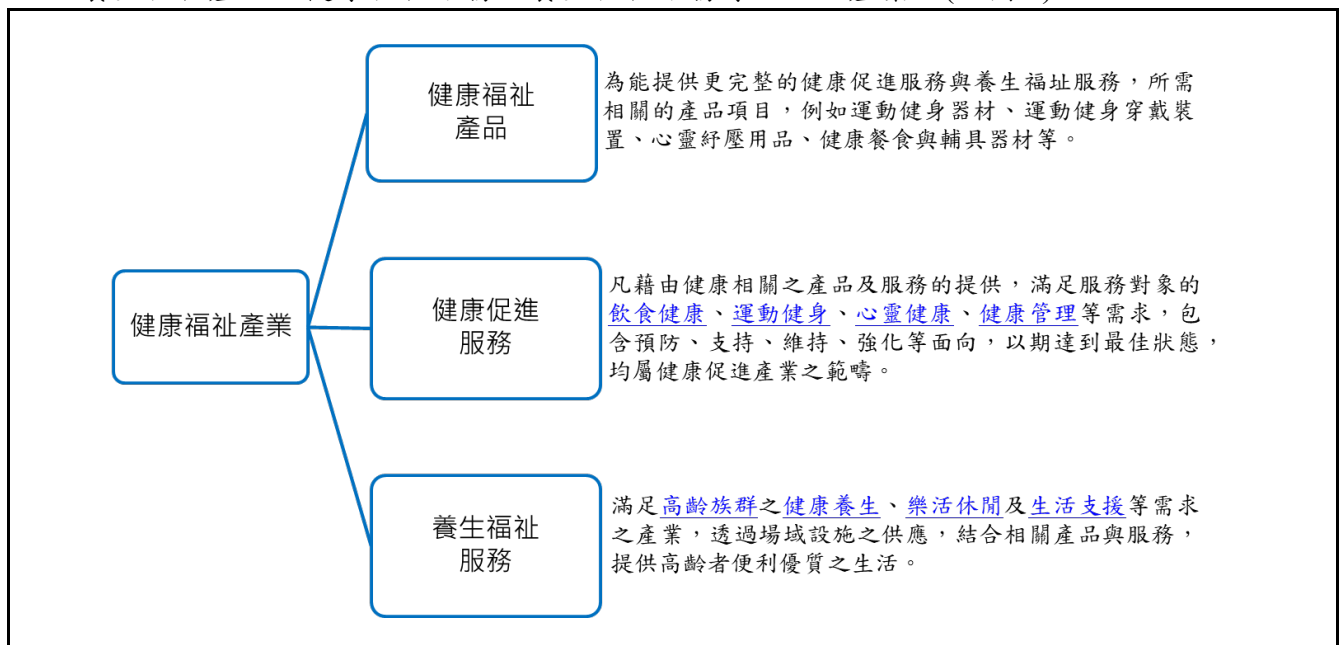 健康福祉
產品
為能提供更完整的健康促進服務與養生福址服務，所需
相關的產品項目，例如運動健身器材、運動健身穿戴裝
置、心靈紓壓用品、健康餐食與輔具器材等。
健康福祉產業
健康促進
服務
凡藉由健康相關之產品及服務的提供，滿足服務對象的
飲食健康、運動健身、心靈健康、健康管理等需求，包
含預防、支持、維持、強化等面向，以期達到最佳狀態，
均屬健康促進產業之範疇。
養生福祉
服務
滿足高齡族群之健康養生、樂活休閒及生活支援等需求
之產業，透過場域設施之供應，結合相關產品與服務，
提供高齡者便利優質之生活。